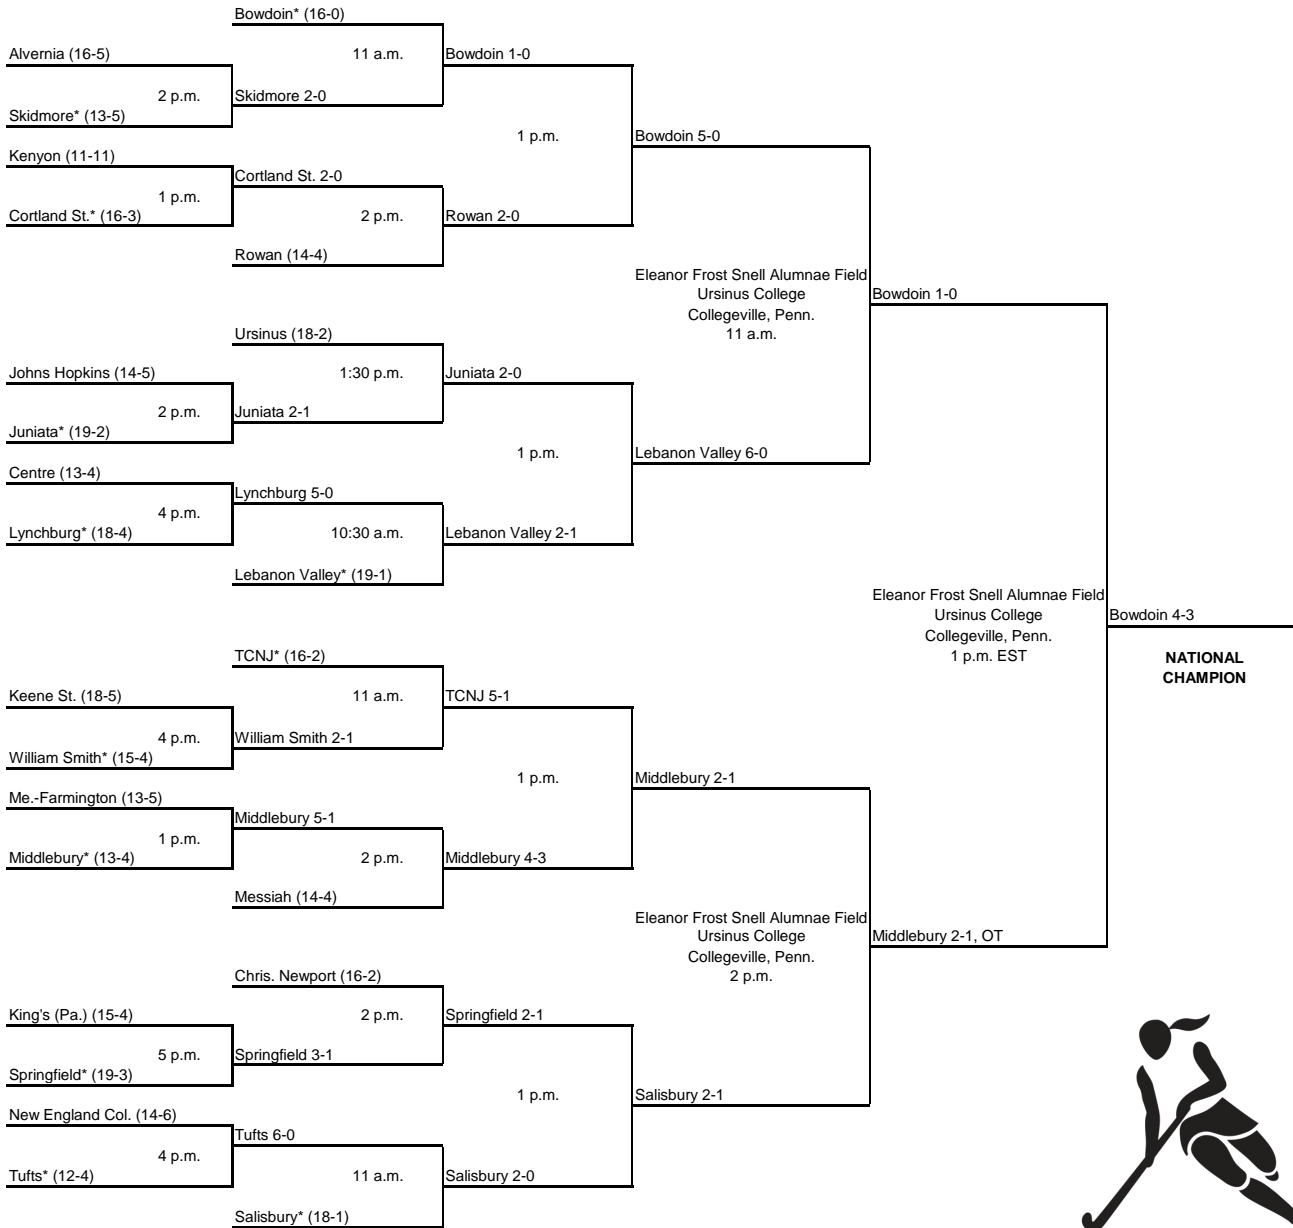 Bowdoin* (16-0)
Alvernia (16-5)
11 a.m.
Bowdoin 1-0
2 p.m.
Skidmore 2-0
Skidmore* (13-5)
1 p.m.
Bowdoin 5-0
Kenyon (11-11)
Cortland St. 2-0
1 p.m.
Cortland St.* (16-3)
2 p.m.
Rowan 2-0
Rowan (14-4)
Eleanor Frost Snell Alumnae Field
Ursinus College
Collegeville, Penn.
11 a.m.
Bowdoin 1-0
Ursinus (18-2)
Johns Hopkins (14-5)
1:30 p.m.
Juniata 2-0
2 p.m.
Juniata 2-1
Juniata* (19-2)
1 p.m.
Lebanon Valley 6-0
Centre (13-4)
Lynchburg 5-0
4 p.m.
Lynchburg* (18-4)
10:30 a.m.
Lebanon Valley 2-1
Lebanon Valley* (19-1)
Eleanor Frost Snell Alumnae Field
Ursinus College
Collegeville, Penn.
1 p.m. EST
Bowdoin 4-3
NATIONAL
CHAMPION
TCNJ* (16-2)
Keene St. (18-5)
11 a.m.
TCNJ 5-1
4 p.m.
William Smith 2-1
William Smith* (15-4)
1 p.m.
Middlebury 2-1
Me.-Farmington (13-5)
Middlebury 5-1
1 p.m.
Middlebury* (13-4)
2 p.m.
Middlebury 4-3
Messiah (14-4)
Eleanor Frost Snell Alumnae Field
Ursinus College
Collegeville, Penn.
2 p.m.
Middlebury 2-1, OT
Chris. Newport (16-2)
King's (Pa.) (15-4)
2 p.m.
Springfield 2-1
5 p.m.
Springfield 3-1
Springfield* (19-3)
1 p.m.
Salisbury 2-1
New England Col. (14-6)
Tufts 6-0
4 p.m.
Tufts* (12-4)
11 a.m.
Salisbury 2-0
Salisbury* (18-1)